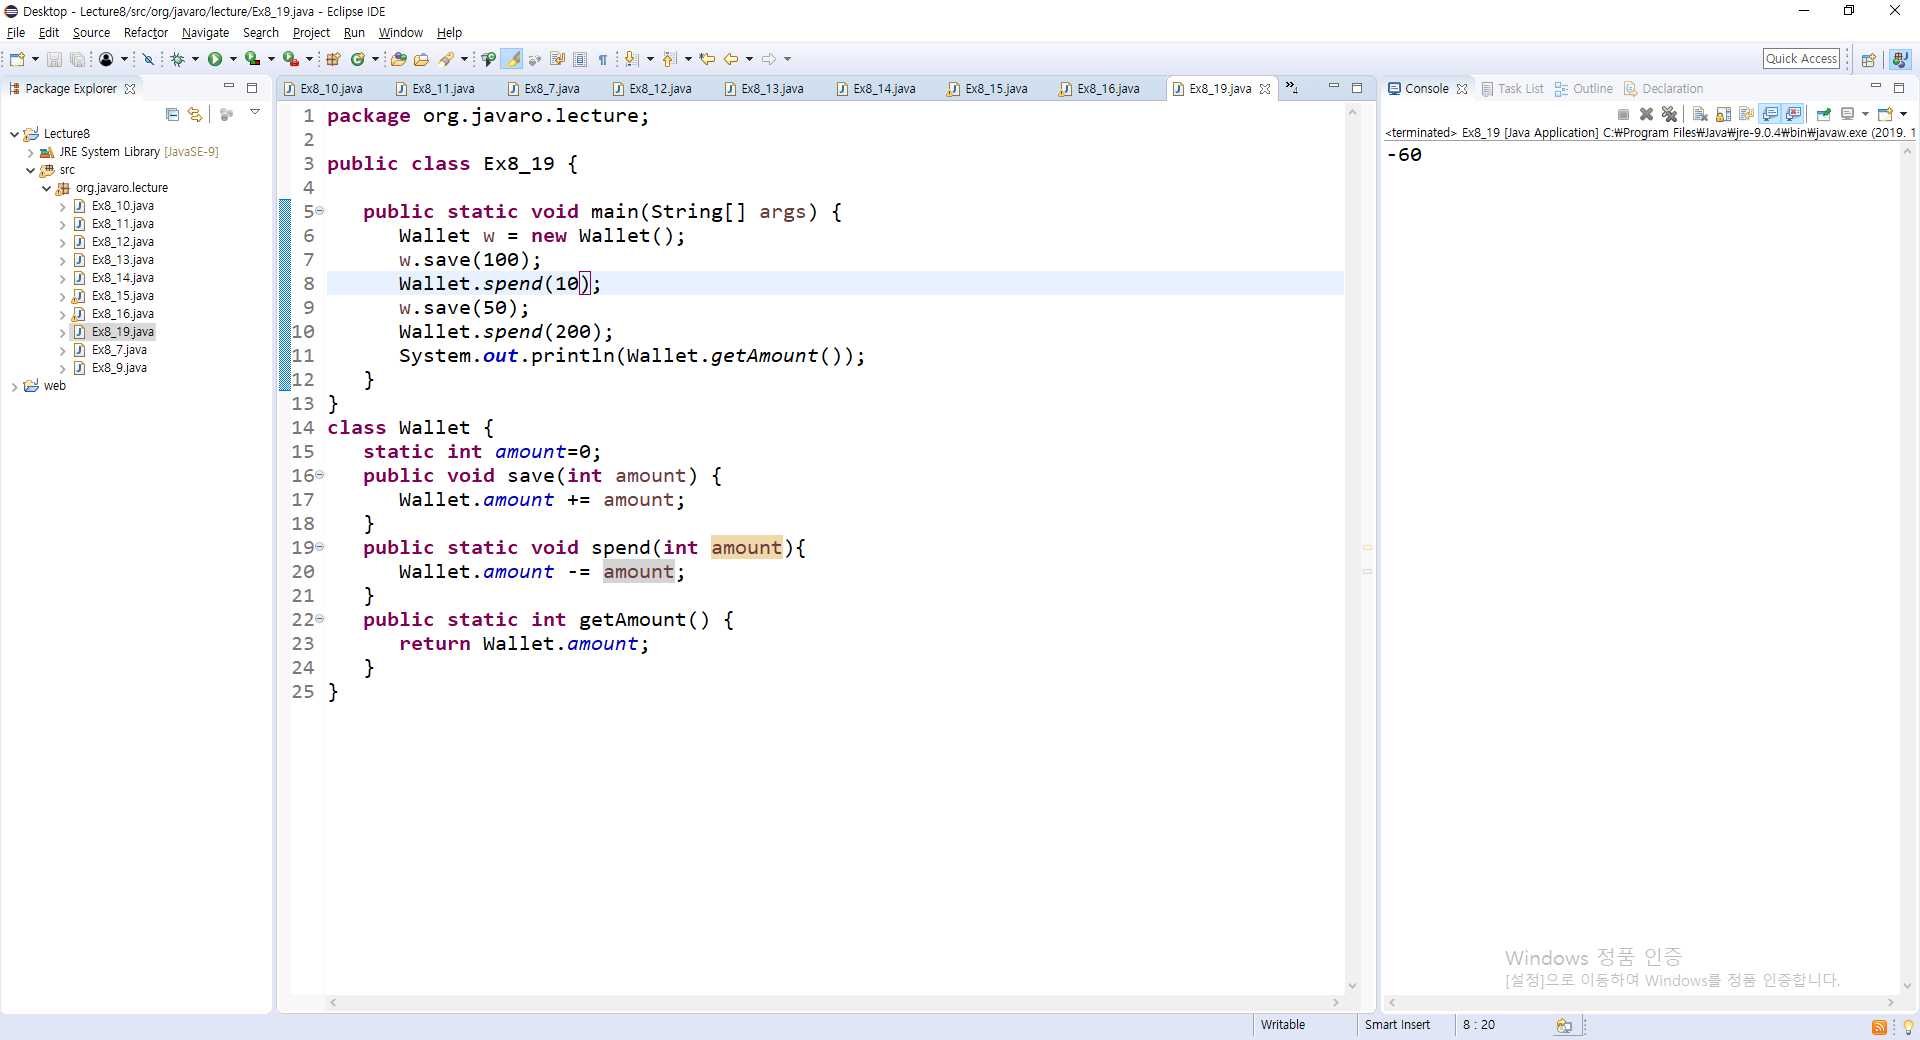 Desktop - Lecture8/src/org/javaro/lecture/Ex8_19.java - Eclipse IDE
File Edit Source Refactor Navigate Search Project Run Window Help
Quick Access
Package Explorer
Lecture8
JRE System Library [JavaSE-9]
src
org.javaro.lecture
Ex8_10.java
Ex8_11.java
Ex8_12.java
Ex8_13.java
Ex8_14.java
Ex8_15.java
Ex8_16.java
Ex8_19.java
Ex8_7.java
Ex8_9.java
web
Ex8_10.java Ex8_11.java Ex8_7.java Ex8_12.java Ex8_13.java Ex8_14.java Ex8_15.java Ex8_16.java Ex8_19.java »4
1 package org.javaro.lecture;
2
3 public class Ex8_19 {
4
5 public static void main(String[] args) {
6 Wallet w = new Wallet();
7 w.save(100);
8 Wallet.spend(10);
9 w.save(50);
10 Wallet.spend(200);
11 System.out.println(Wallet.getAmount());
12 }
13 }
14 class Wallet {
15 static int amount=0;
16 public void save(int amount) {
17 Wallet.amount += amount;
18 }
19 public static void spend(int amount){
20 Wallet.amount -= amount;
21 }
22 public static int getAmount() {
23 return Wallet.amount;
24 }
25 }
Console Task List Outline Declaration
<terminated> Ex8_19 [Java Application] C:₩Program Files₩Java₩jre-9.0.4₩bin₩javaw.exe (2019. 1
-60
Windows 정품 인증
[설정]으로 이동하여 Windows를 정품 인증합니다.
Writable Smart Insert 8 : 20